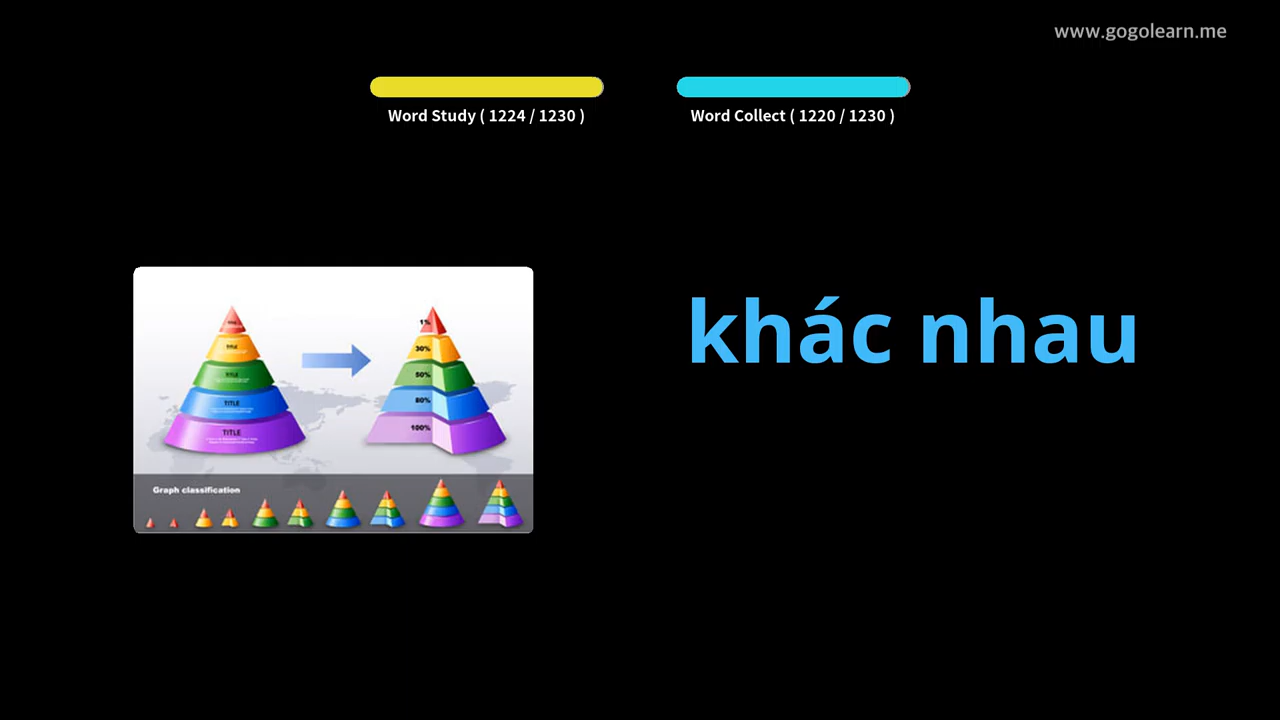 www.gogolearn.me
Word Study ( 1224 / 1230 )
Word Collect ( 1220 / 1230 )
khác nhau
TITLE
TITLE
TITLE
TITLE
1%
30%
50%
80%
100%
Graph classification